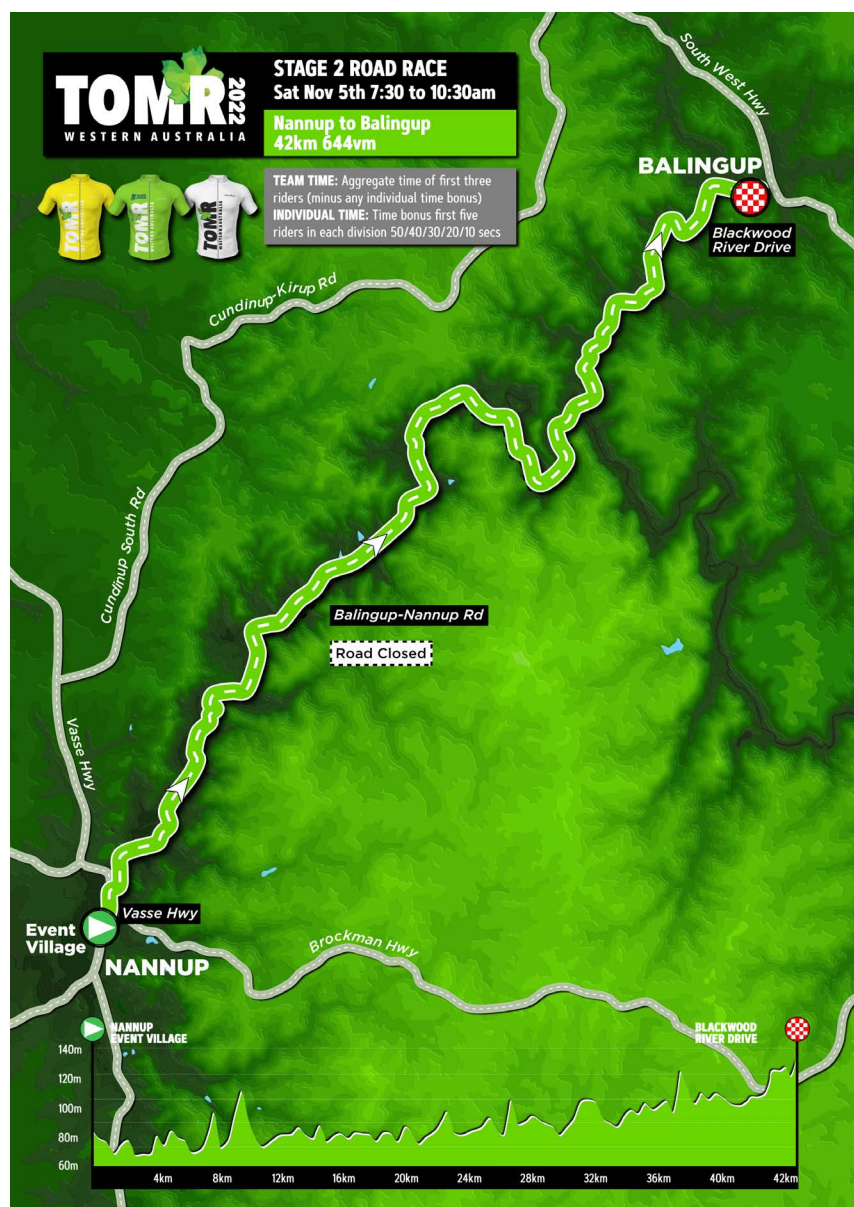 TOMR 2022
WESTERN AUSTRALIA
STAGE 2 ROAD RACE
Sat Nov 5th 7:30 to 10:30am
Nannup to Balingup
42km 644vm
TEAM TIME: Aggregate time of first three
riders (minus any individual time bonus)
INDIVIDUAL TIME: Time bonus first five
riders in each division 50/40/30/20/10 secs
TOMR
TOMR
TOMR
South West Hwy
BALINGUP
Blackwood
River Drive
Cundinup-Kirup Rd
Cundinup South Rd
Balingup-Nannup Rd
Road Closed
Vasse Hwy
Vasse Hwy
Event
Village
NANNUP
Brockman Hwy
NANNUP
EVENT VILLAGE
BLACKWOOD
RIVER DRIVE
140m
120m
100m
80m
60m
4km 8km 12km 16km 20km 24km 28km 32km 36km 40km 42km